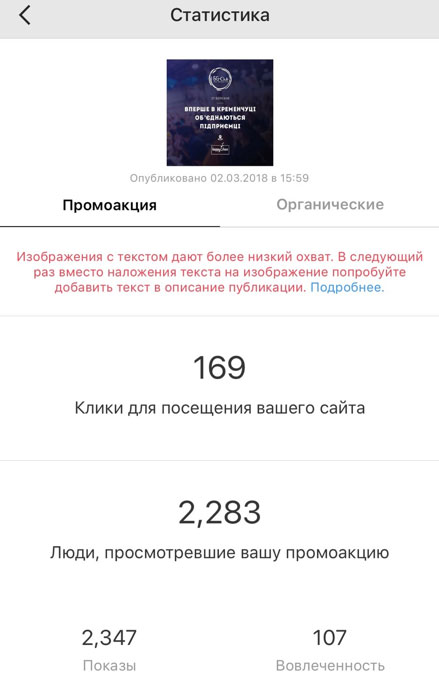 Статистика
ВПЕРШЕ В КРЕМЕНЧУЦІ
ОБ'ЄДНАЮТЬСЯ
ПІДПРИЄМЦІ
Опубликовано 02.03.2018 в 15:59
Промоакция Органические
Изображения с текстом дают более низкий охват. В следующий
раз вместо наложения текста на изображение попробуйте
добавить текст в описание публикации. Подробнее.
169
Клики для посещения вашего сайта
2,283
Люди, просмотревшие вашу промоакцию
2,347 107
Показы Вовлеченность